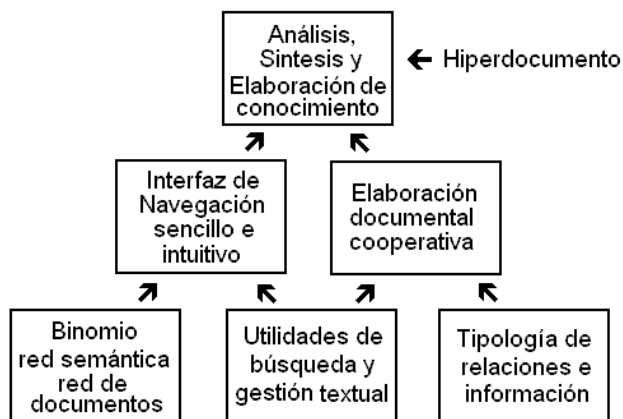 Análisis,
Sintesis y
Elaboración de
conocimiento
Hiperdocumento
Interfaz de
Navegación
sencillo e
intuitivo
Elaboración
documental
cooperativa
Binomio
red semántica
red de
documentos
Utilidades de
búsqueda y
gestión textual
Tipología de
relaciones e
información